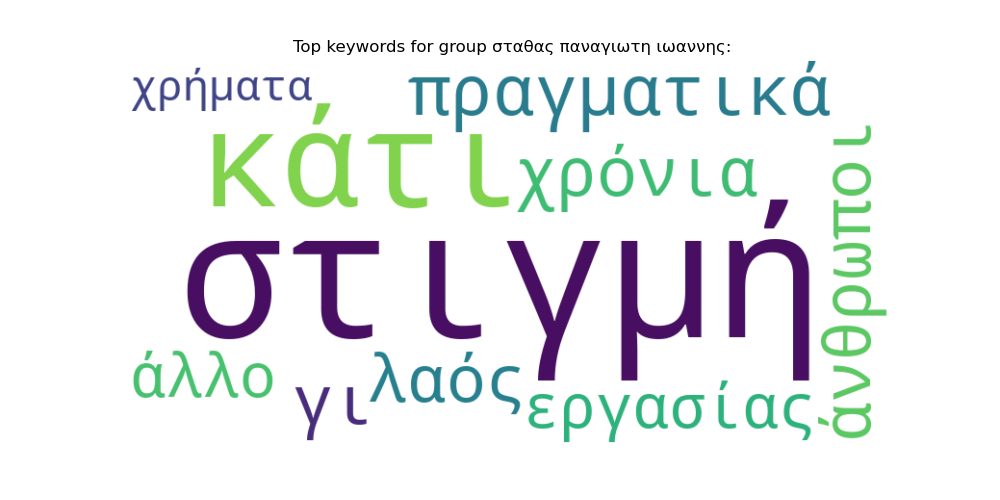 Top keywords for group σταθας παναγιωτη ιωαννης:
χρήματα
πραγματικά
κάτι
χρόνια
στιγμή
άνθρωποι
άλλο
γι
λαός
εργασίας